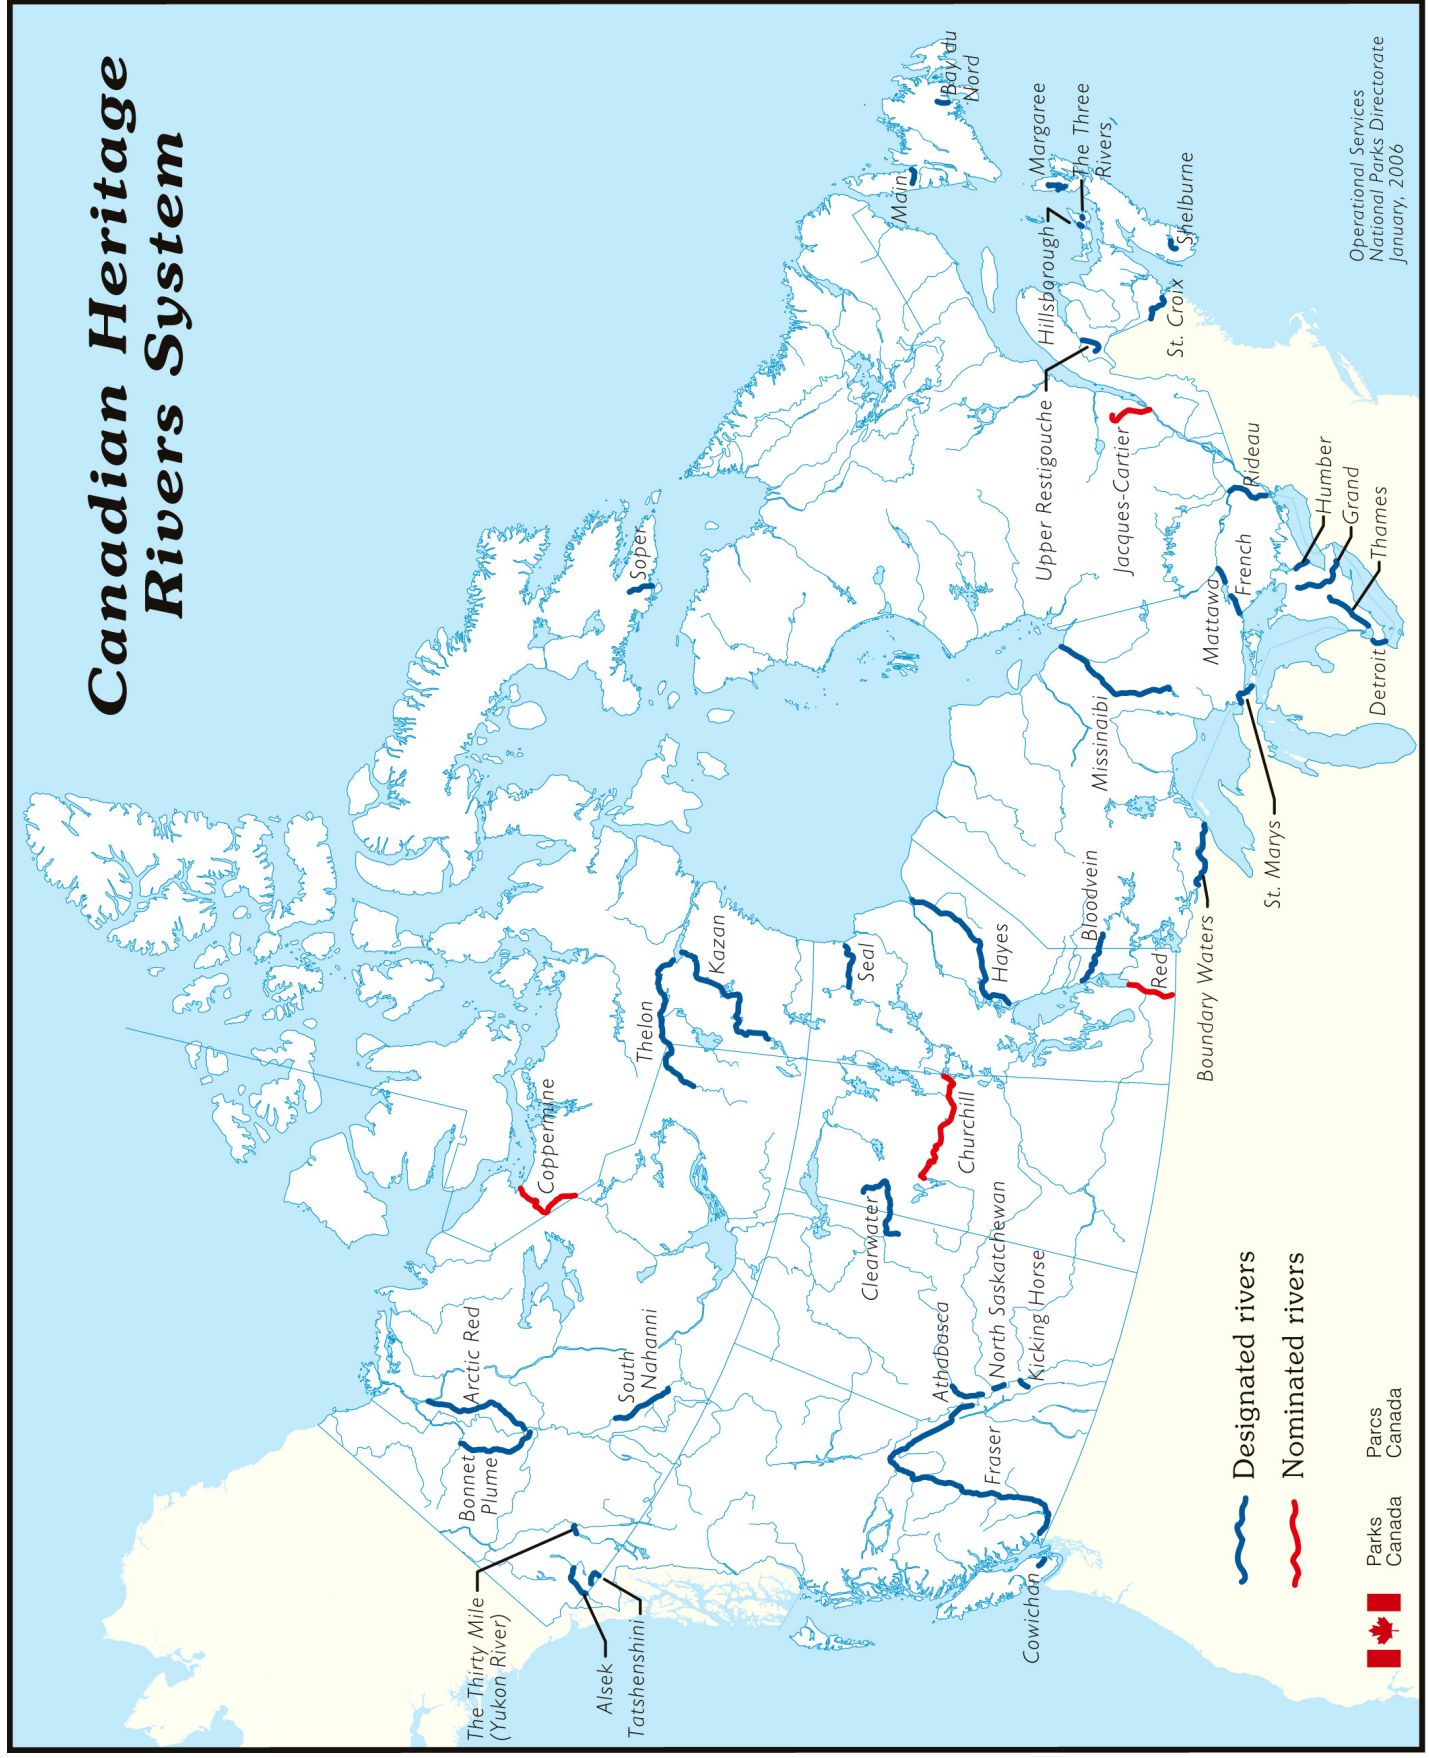 Canadian Heritage
Rivers System
The Thirty Mile
(Yukon River)
Alsek
Tatshenshini
Bonnet
Plume
Arctic Red
South
Nahanni
Coppermine
Thelon
Kazan
Soper
Seal
Hayes
Clearwater
Churchill
Athabasca
North Saskatchewan
Kicking Horse
Fraser
Cowichan
Bloodvein
Red
Boundary Waters
Missinaibi
St. Marys
Mattawa
French
Detroit
Thames
Grand
Humber
Rideau
Jacques-Cartier
Upper Restigouche
Hillsborough
St. Croix
Shelburne
Margaree
The Three
Rivers,
Main
Bay du
Nord
Designated rivers
Nominated rivers
Parks
Canada
Parcs
Canada
Operational Services
National Parks Directorate
January, 2006